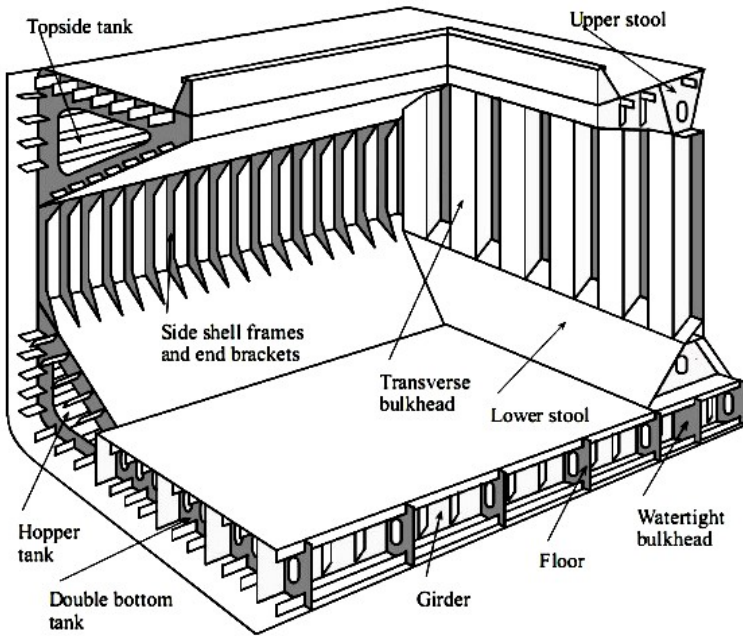 Topside tank
Upper stool
Side shell frames
and end brackets
Transverse
bulkhead
Lower stool
Hopper
tank
Double bottom
tank
Girder
Floor
Watertight
bulkhead